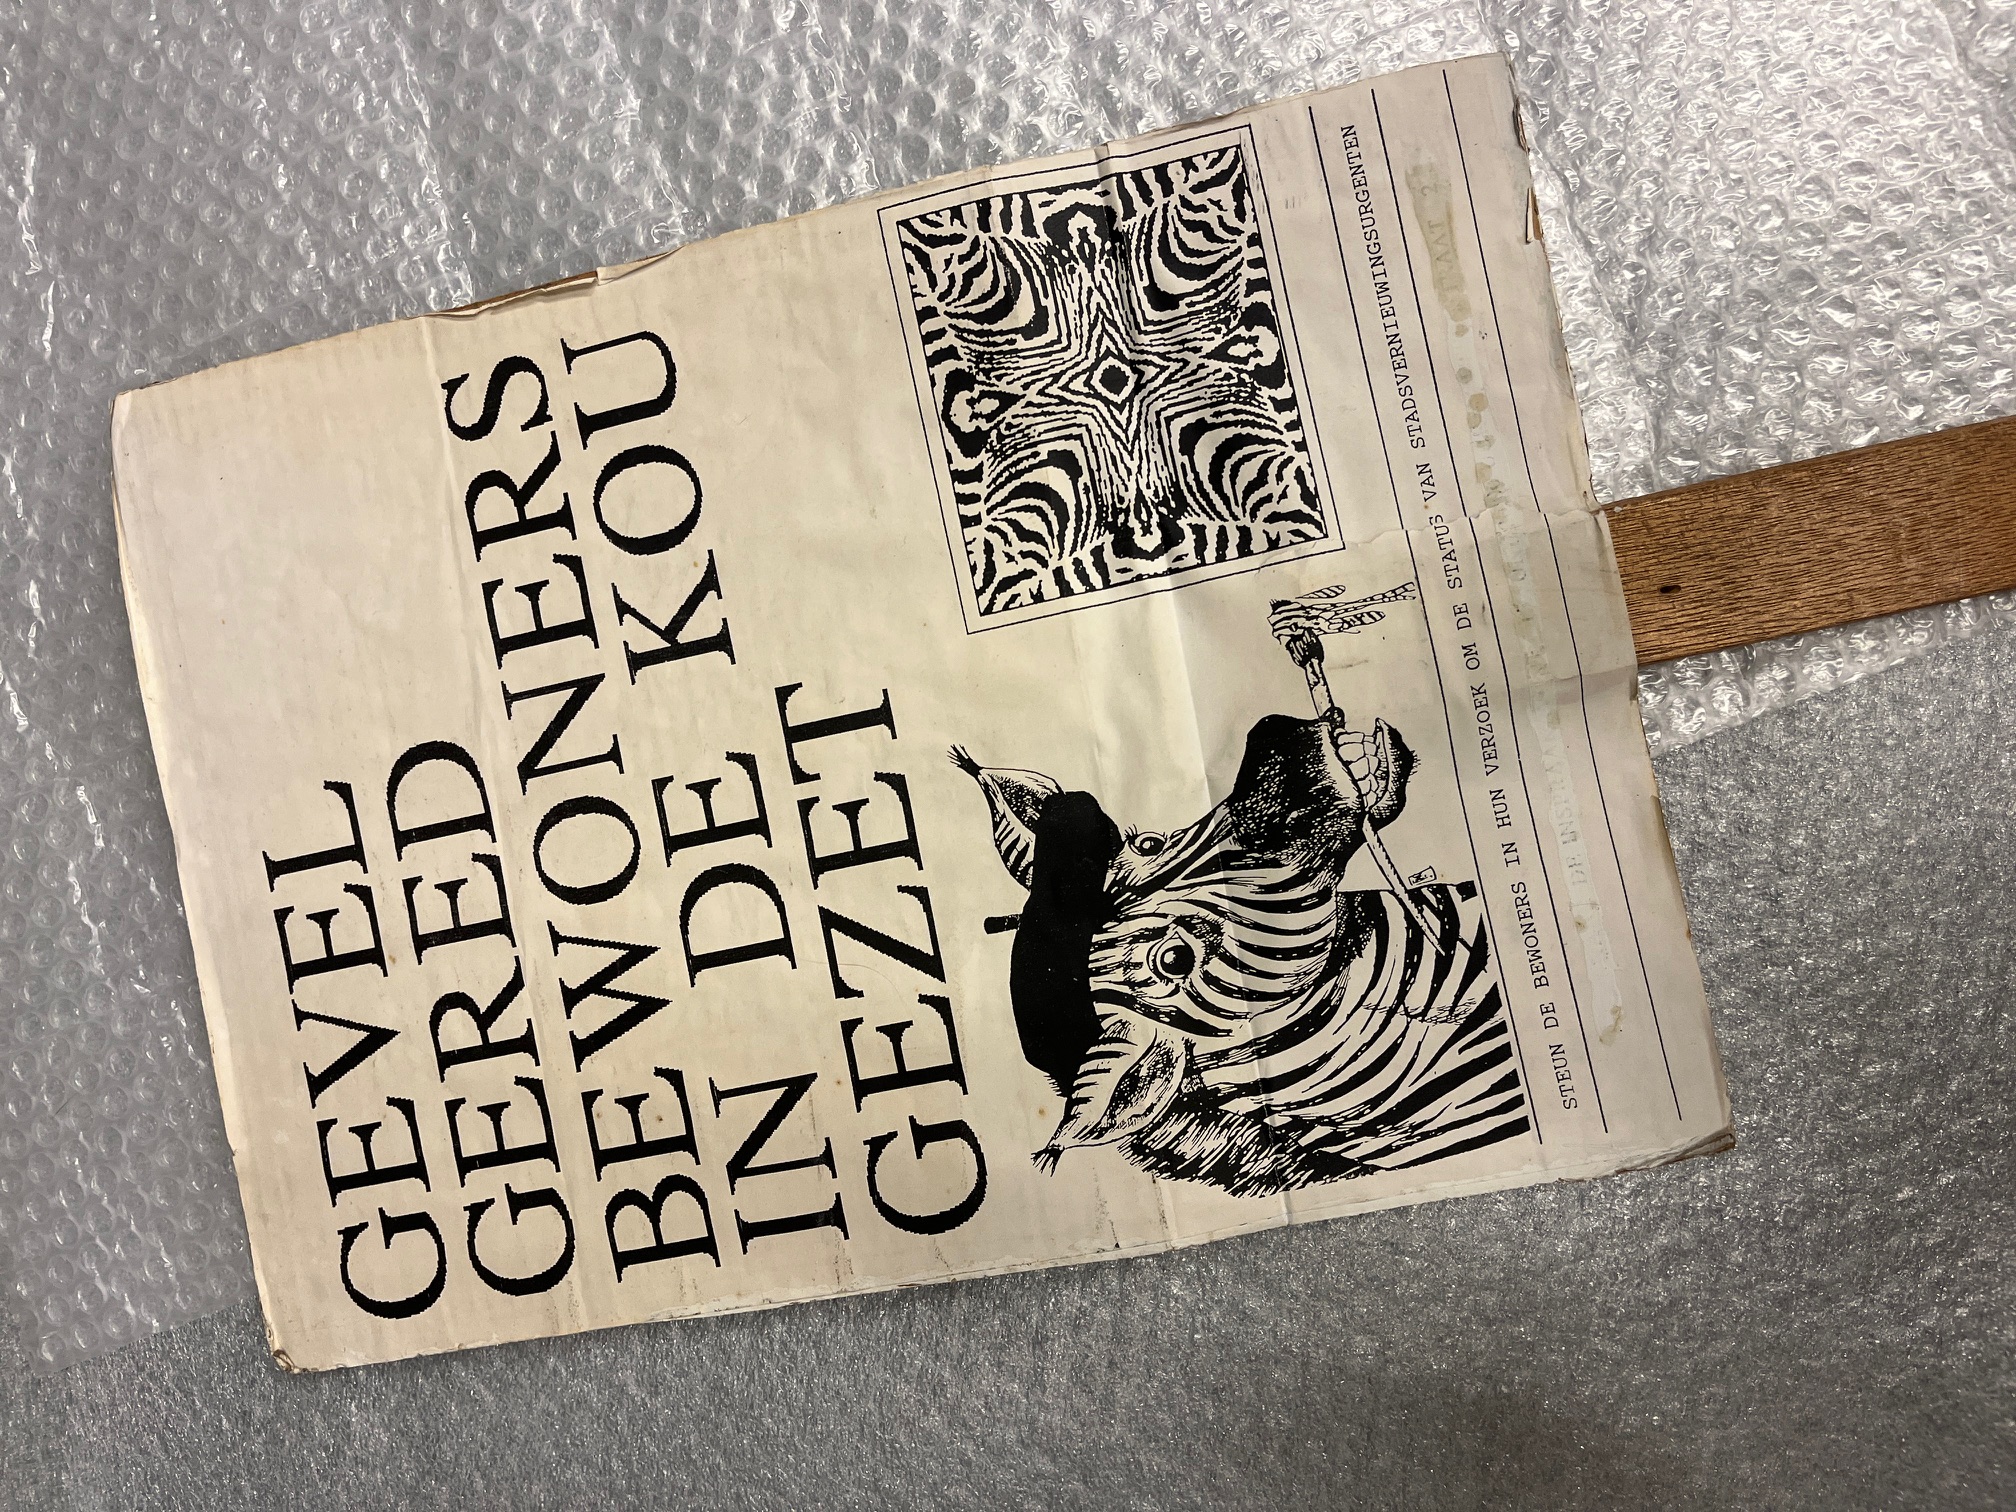 GEVEL
GERED
BEWONERS
IN DE KOU
GEZET
STEUN DE BEWONERS IN HUN VERZOEK OM DE STATUS VAN STADSVERNIEUWINGSURGENTEN